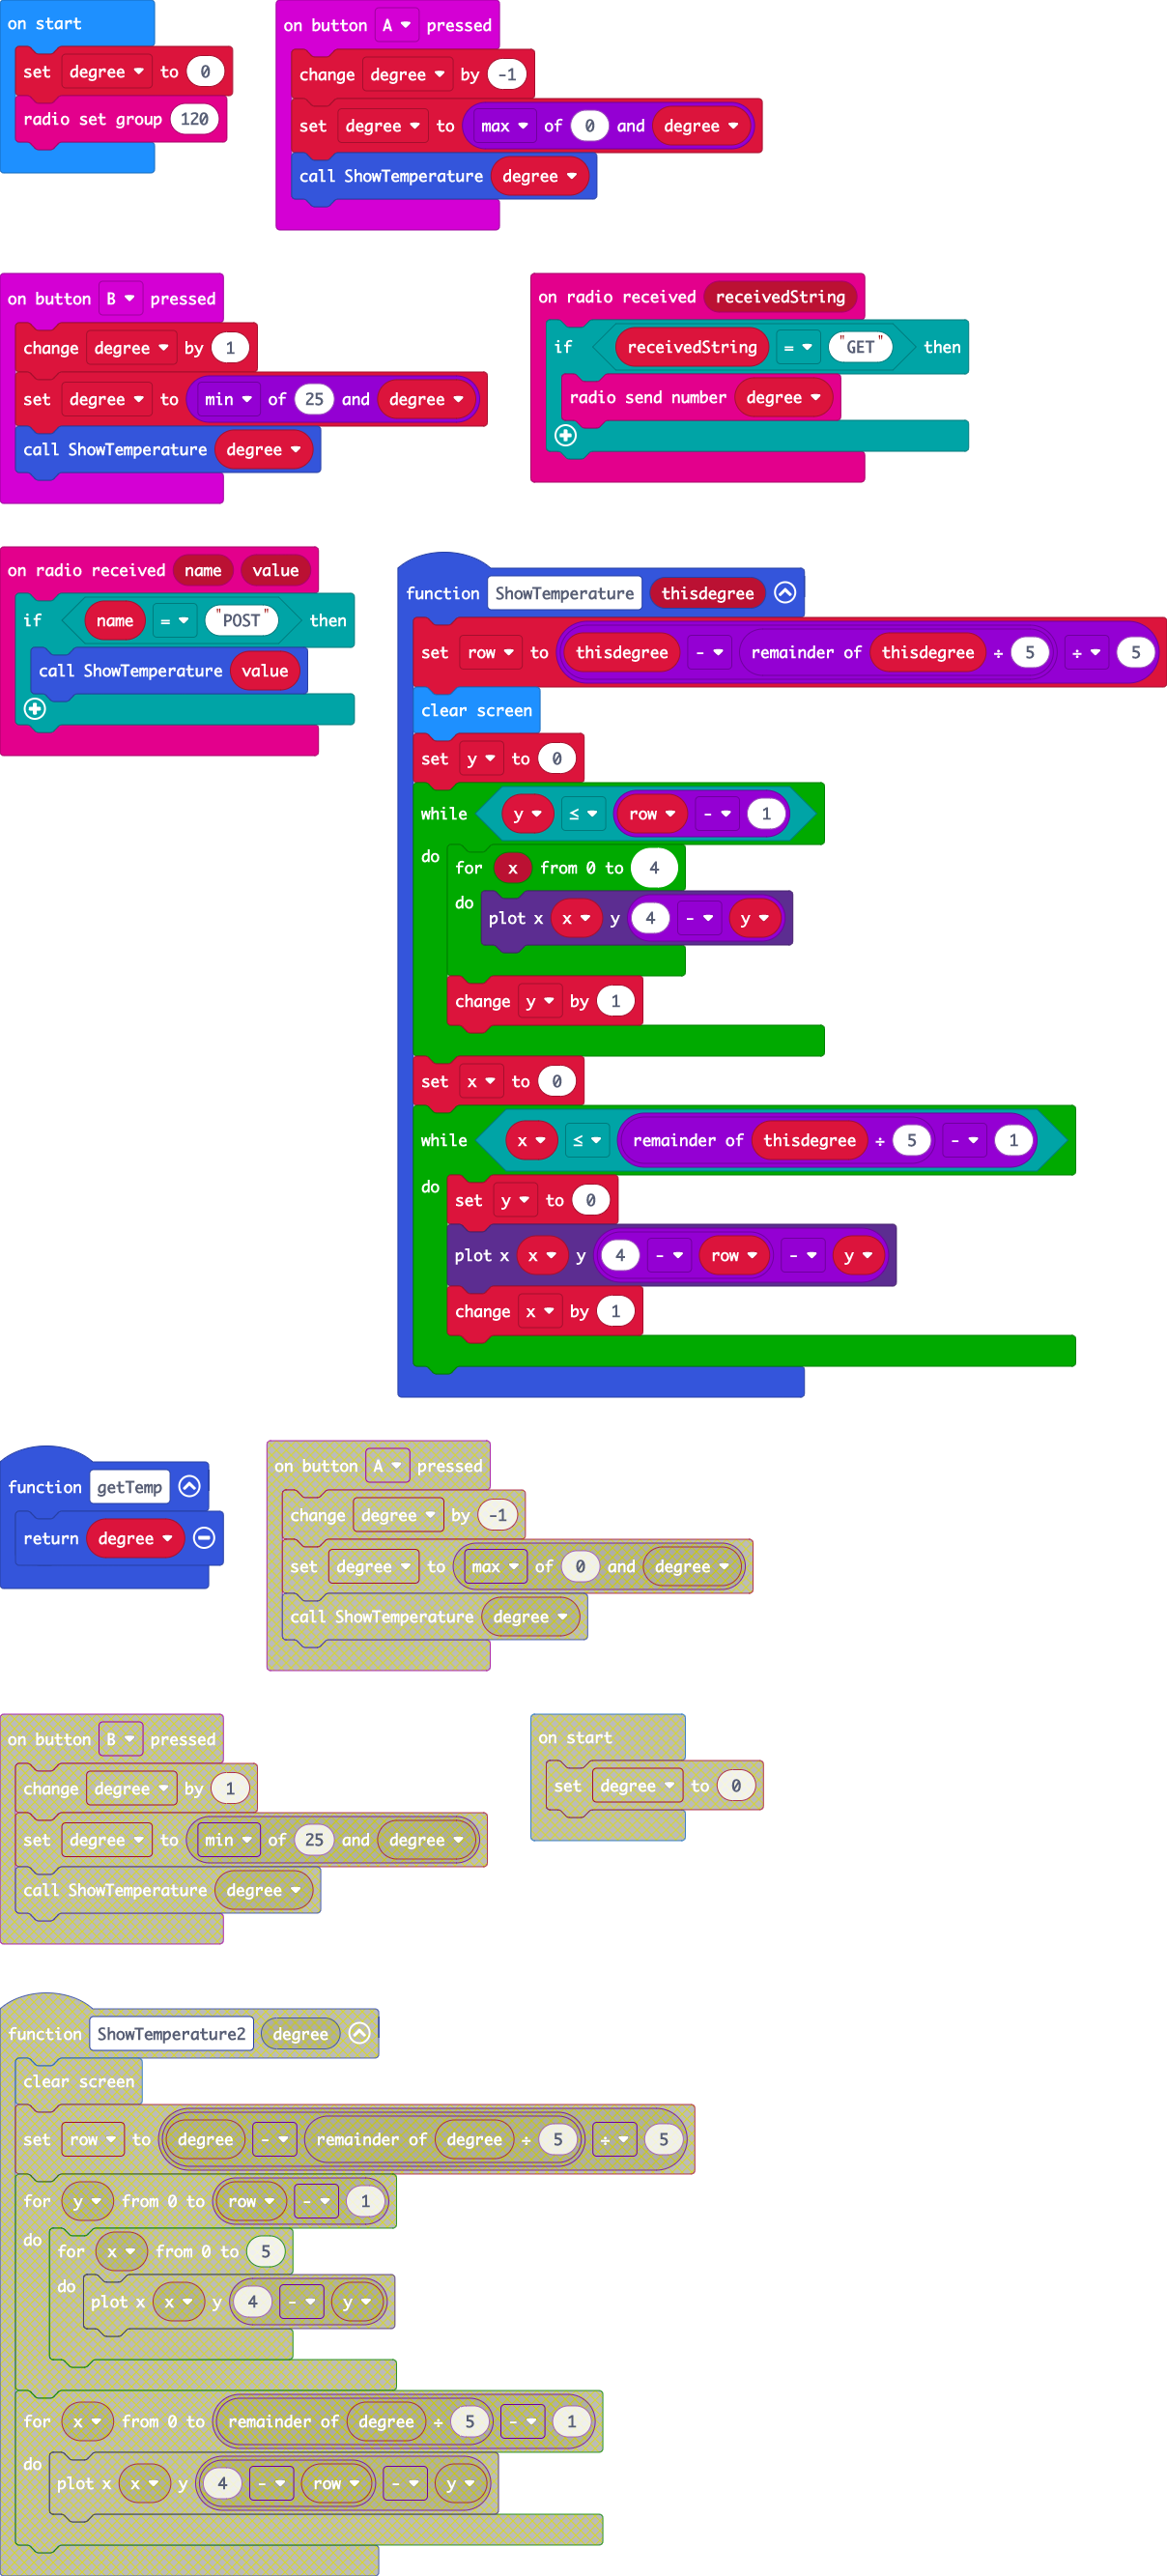 on start
set degree to 0
radio set group 120
on button A pressed
change degree by -1
set degree to max of 0 and degree
call ShowTemperature degree
on button B pressed
change degree by 1
set degree to min of 25 and degree
call ShowTemperature degree
on radio received receivedString
if receivedString = "GET" then
radio send number degree
on radio received name value
if name = "POST" then
call ShowTemperature value
function ShowTemperature thisdegree
set row to thisdegree - remainder of thisdegree ÷ 5 ÷ 5
clear screen
set y to 0
while y ≤ row - 1
do for x from 0 to 4
do plot x x y 4 - y
change y by 1
set x to 0
while x ≤ remainder of thisdegree ÷ 5 - 1
do set y to 0
plot x x y 4 - row - y
change x by 1
function getTemp
return degree
on button A pressed
change degree by -1
set degree to max of 0 and degree
call ShowTemperature degree
on button B pressed
change degree by 1
set degree to min of 25 and degree
call ShowTemperature degree
on start
set degree to 0
function ShowTemperature2 degree
clear screen
set row to degree - remainder of degree ÷ 5 ÷ 5
for y from 0 to row - 1
do for x from 0 to 5
do plot x x y 4 - y
for x from 0 to remainder of degree ÷ 5 - 1
do plot x x y 4 - row - y